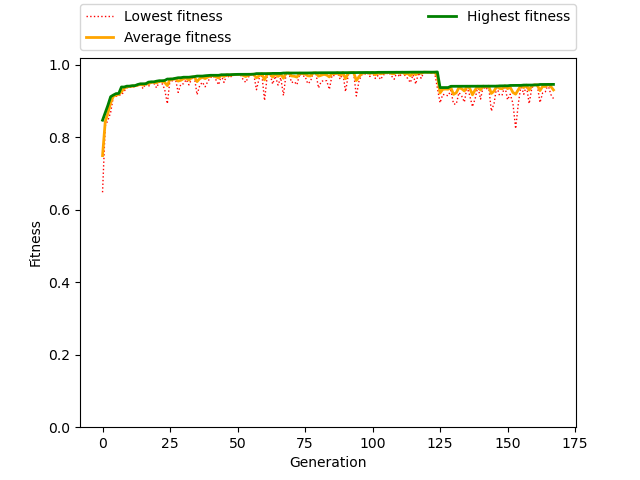 Lowest fitness
Average fitness
Highest fitness
1.0
0.8
0.6
0.4
0.2
0.0
Fitness
0 25 50 75 100 125 150 175
Generation